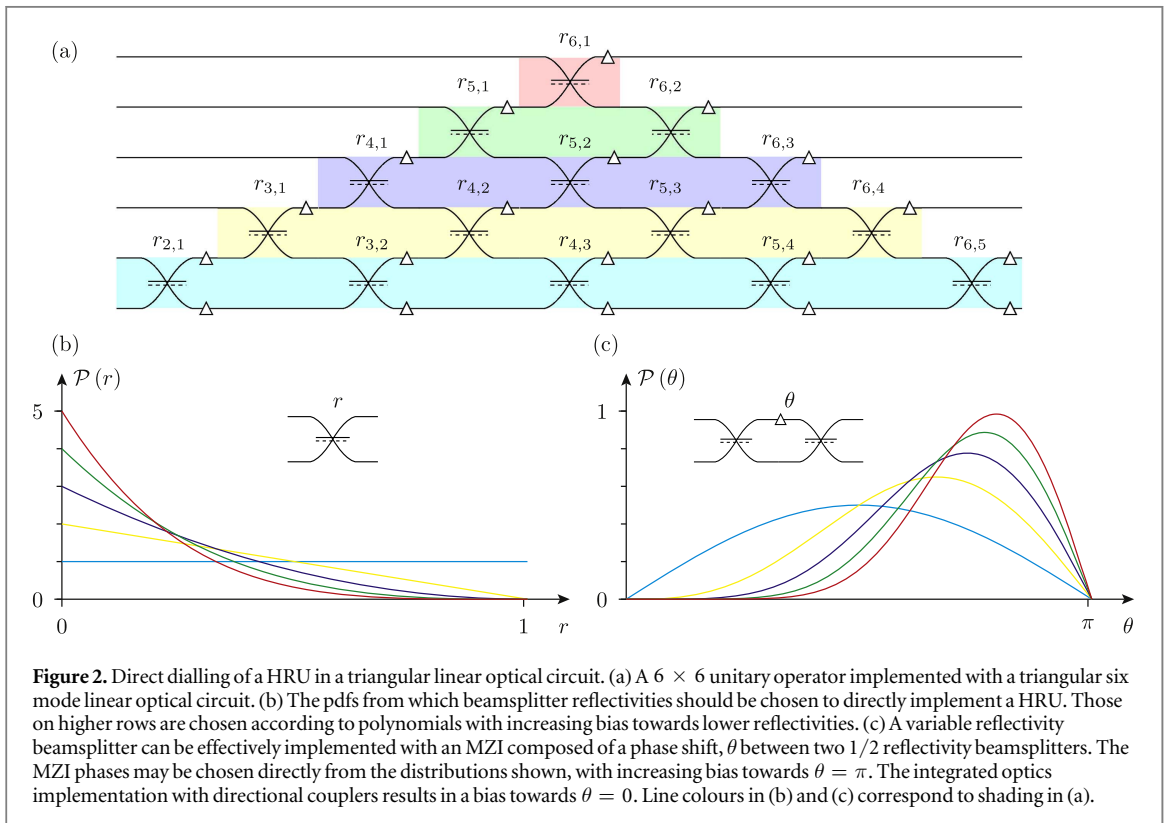 (a)
r6,1
r5,1 r6,2
r4,1 r5,2 r6,3
r3,1 r4,2 r5,3 r6,4
r2,1 r3,2 r4,3 r5,4 r6,5
(b)
P (r)
5
r
0
0 1 r
(c)
P (θ)
1
θ
0
π θ
Figure 2. Direct dialling of a HRU in a triangular linear optical circuit. (a) A 6 × 6 unitary operator implemented with a triangular six
mode linear optical circuit. (b) The pdfs from which beamsplitter reflectivities should be chosen to directly implement a HRU. Those
on higher rows are chosen according to polynomials with increasing bias towards lower reflectivities. (c) A variable reflectivity
beamsplitter can be effectively implemented with an MZI composed of a phase shift, θ between two 1/2 reflectivity beamsplitters. The
MZI phases may be chosen directly from the distributions shown, with increasing bias towards θ = π. The integrated optics
implementation with directional couplers results in a bias towards θ = 0. Line colours in (b) and (c) correspond to shading in (a).